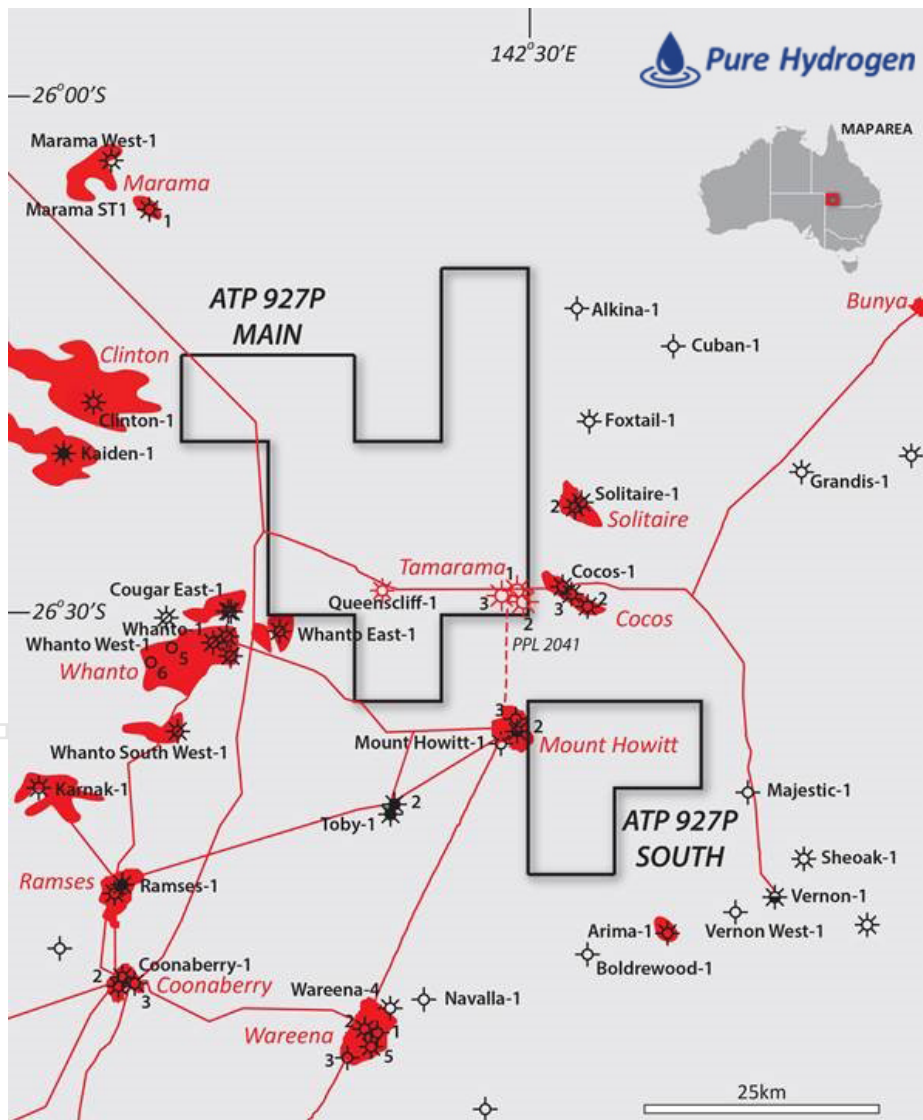 142°30'E
Pure Hydrogen
26°00'S
MAP AREA
Marama West-1
Marama
Marama ST1
1
ATP 927P
MAIN
Alkina-1
Bunya
Cuban-1
Clinton
Clinton-1
Foxtail-1
Kaiden-1
Grandis-1
Solitaire-1
2
Solitaire
Tamarama
1
Cocos-1
Cougar East-1
Queenscliff-1
3
2
3
2
Cocos
26°30'S
Whanto-1
Whanto East-1
Whanto West-1
5
PPL 2041
6
Whanto
3
2
Whanto South West-1
Mount Howitt-1
Mount Howitt
Karnak-1
2
Toby-1
Majestic-1
ATP 927P
SOUTH
Sheoak-1
Ramses
Ramses-1
Vernon-1
Arima-1
Vernon West-1
Boldrewood-1
Coonaberry-1
2
Coonaberry
3
Wareena-4
Navalla-1
2
1
Wareena
3
5
25km